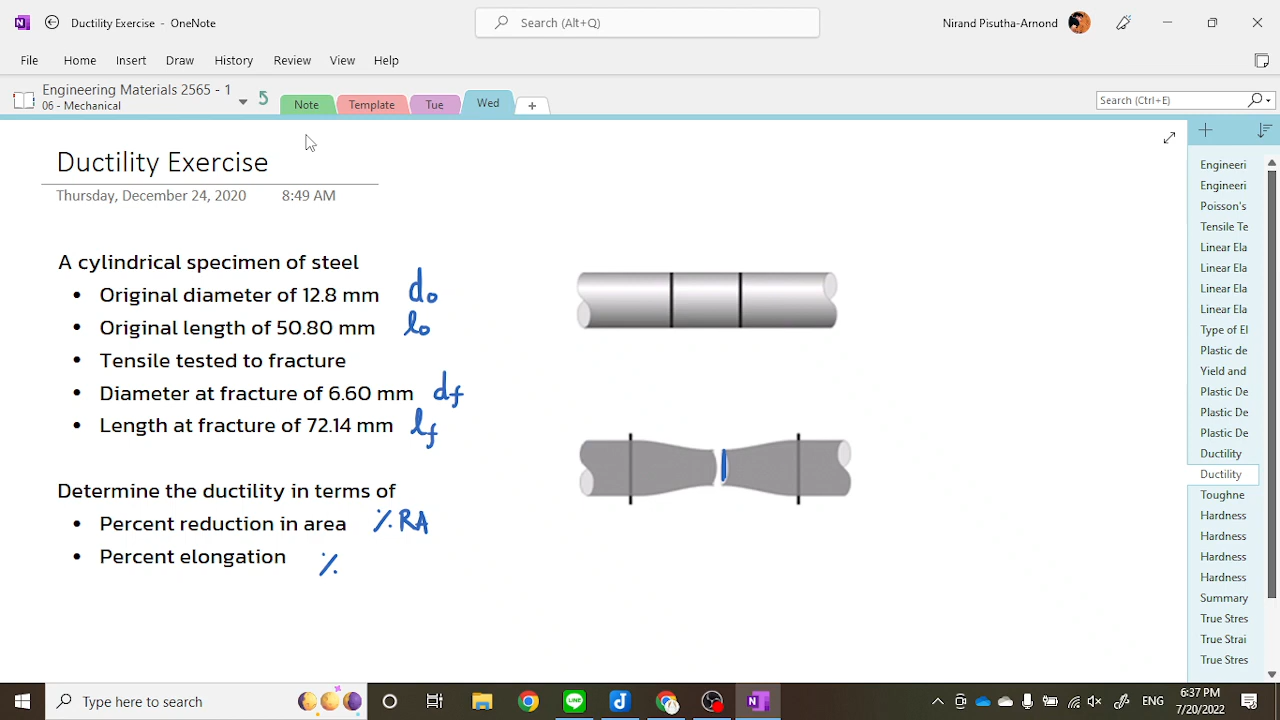 Ductility Exercise - OneNote
Search (Alt+Q)
Nirand Pisutha-Arnond
File Home Insert Draw History Review View Help
Engineering Materials 2565 - 1
06 - Mechanical
Note Template Tue Wed +
Search (Ctrl+E)
Ductility Exercise
Thursday, December 24, 2020 8:49 AM
A cylindrical specimen of steel
• Original diameter of 12.8 mm d₀
• Original length of 50.80 mm l₀
• Tensile tested to fracture
• Diameter at fracture of 6.60 mm df
• Length at fracture of 72.14 mm lf
Determine the ductility in terms of
• Percent reduction in area % RA
• Percent elongation %
Engineeri
Engineeri
Poisson's
Tensile Te
Linear Ela
Linear Ela
Linear Ela
Linear Ela
Type of El
Plastic de
Yield and
Plastic De
Plastic De
Plastic De
Ductility
Ductility
Toughne
Hardness
Hardness
Hardness
Hardness
Summary
True Stres
True Strai
True Stres
Type here to search
ENG
6:37 PM
7/20/2022